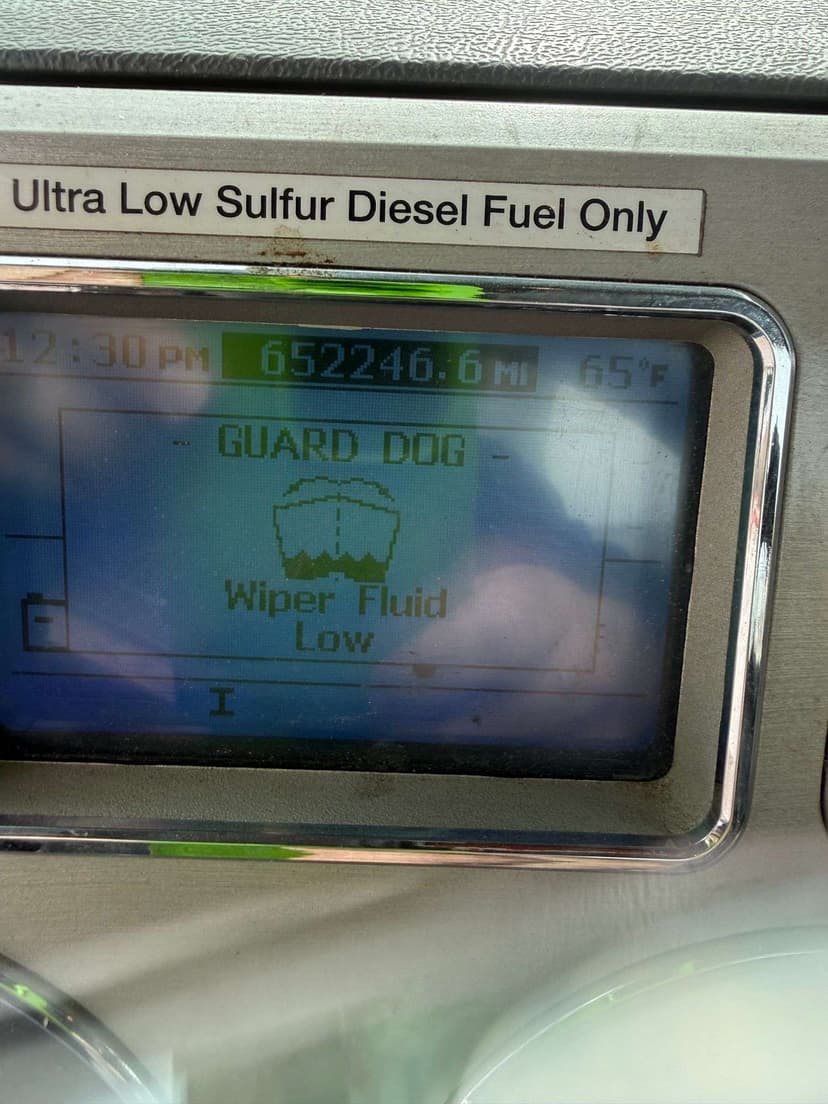 Ultra Low Sulfur Diesel Fuel Only
12:30 PM 652246.6 MI 65°F
- GUARD DOG -
Wiper Fluid
Low
I